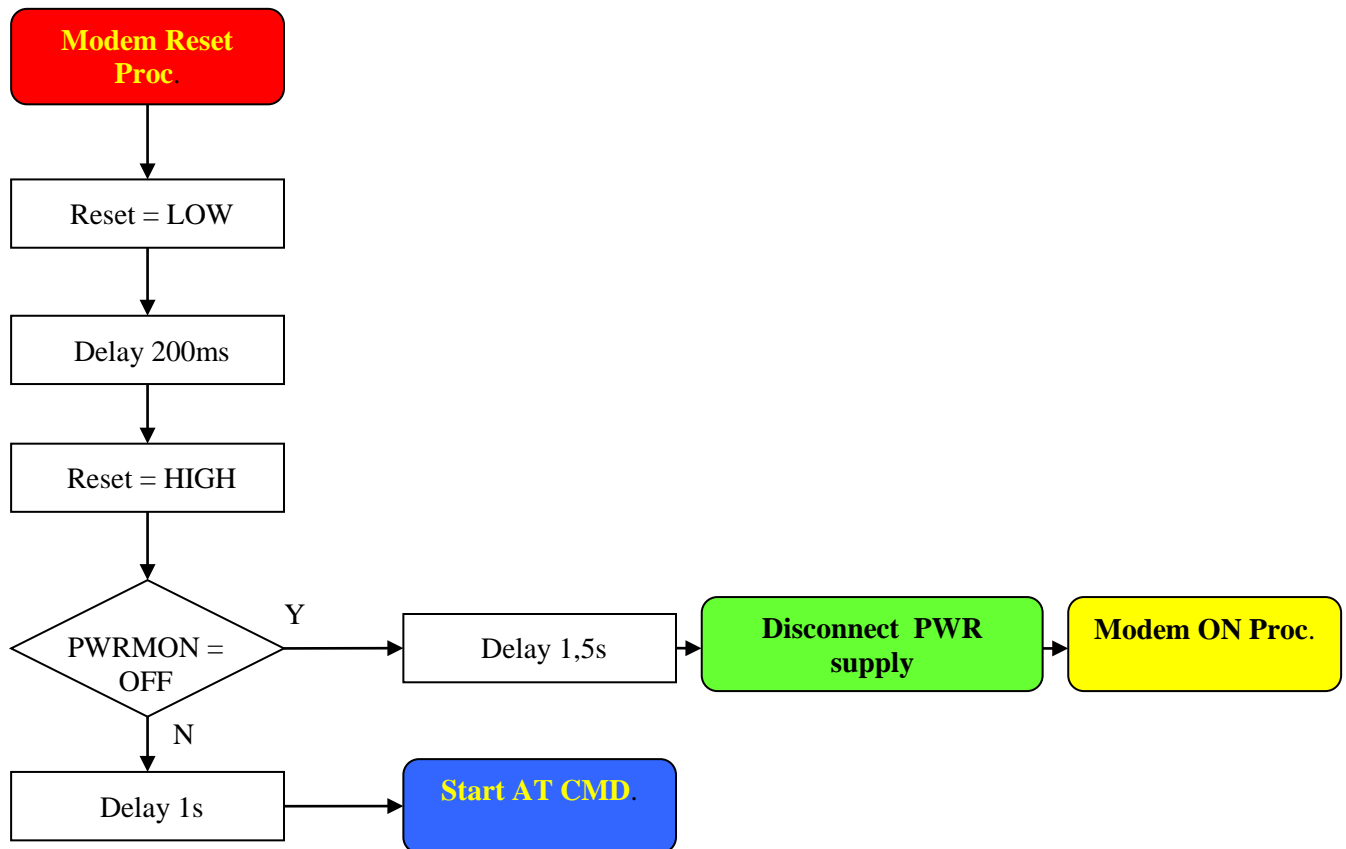 Modem Reset
Proc.
Reset = LOW
Delay 200ms
Reset = HIGH
PWRMON =
OFF
Y
Delay 1,5s
Disconnect PWR
supply
Modem ON Proc.
N
Delay 1s
Start AT CMD.